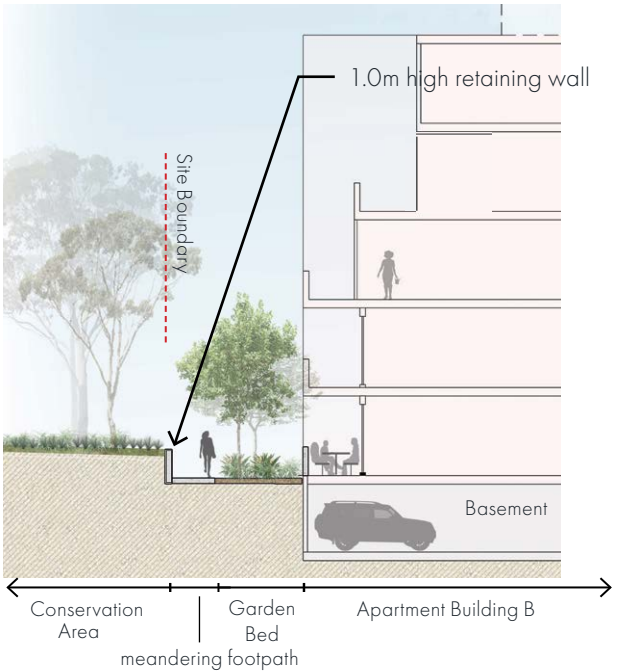 1.0m high retaining wall
Site Boundary
Basement
Conservation
Area
Garden
Bed
Apartment Building B
meandering footpath